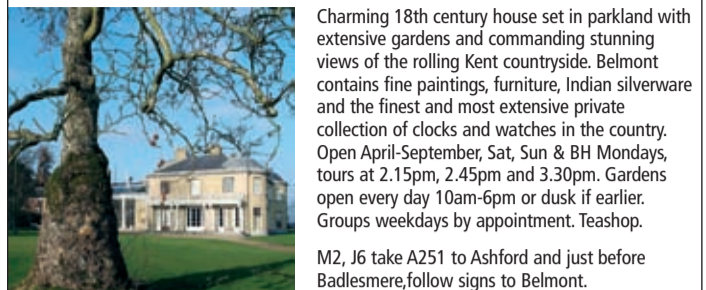 Charming 18th century house set in parkland with
extensive gardens and commanding stunning
views of the rolling Kent countryside. Belmont
contains fine paintings, furniture, Indian silverware
and the finest and most extensive private
collection of clocks and watches in the country.
Open April-September, Sat, Sun & BH Mondays,
tours at 2.15pm, 2.45pm and 3.30pm. Gardens
open every day 10am-6pm or dusk if earlier.
Groups weekdays by appointment. Teashop.
M2, J6 take A251 to Ashford and just before
Badlesmere,follow signs to Belmont.